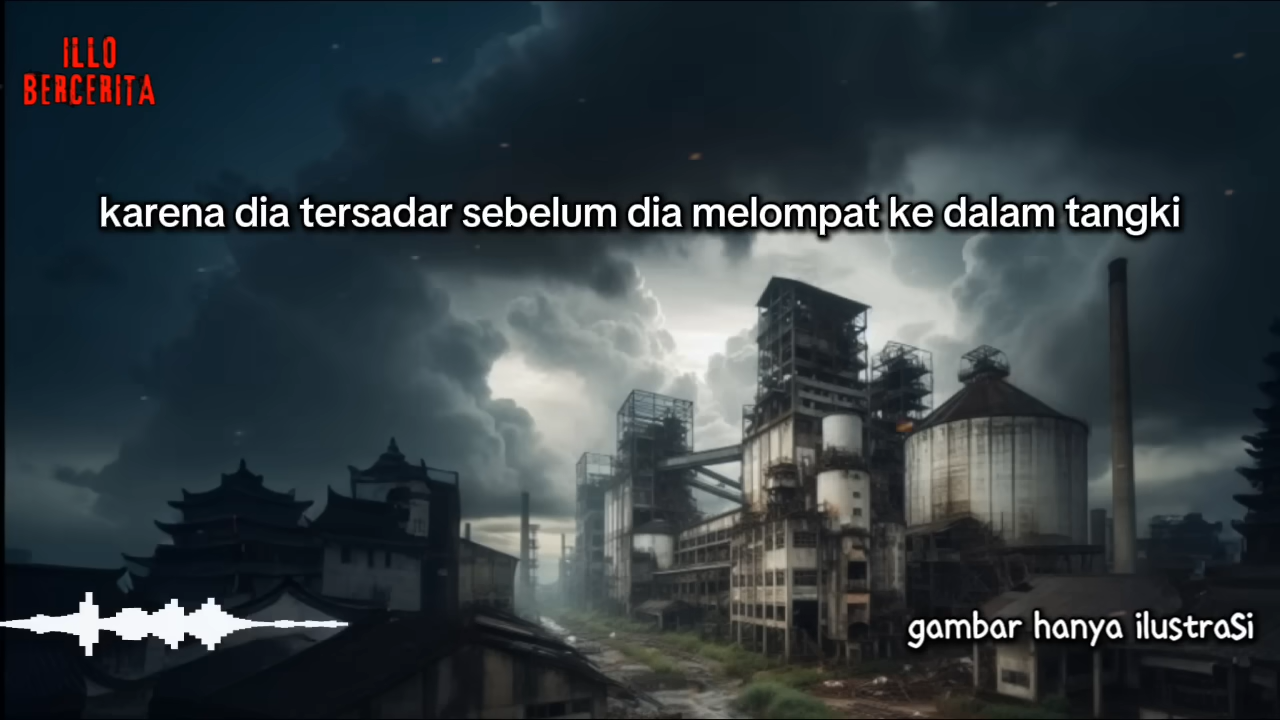 ILLO
BERCERITA
karena dia tersadar sebelum dia melompat ke dalam tangki
gambar hanya ilustraSi